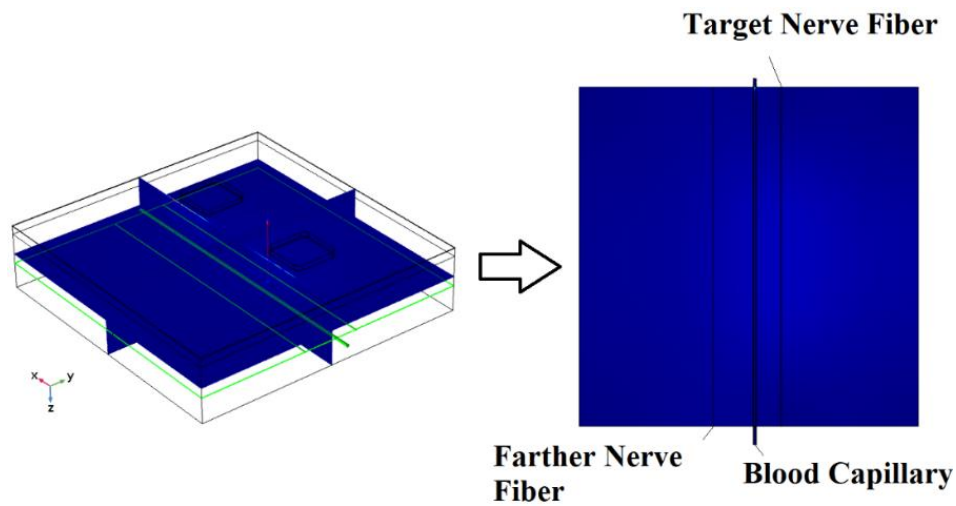 Target Nerve Fiber
x
y
z
Farther Nerve
Fiber
Blood Capillary